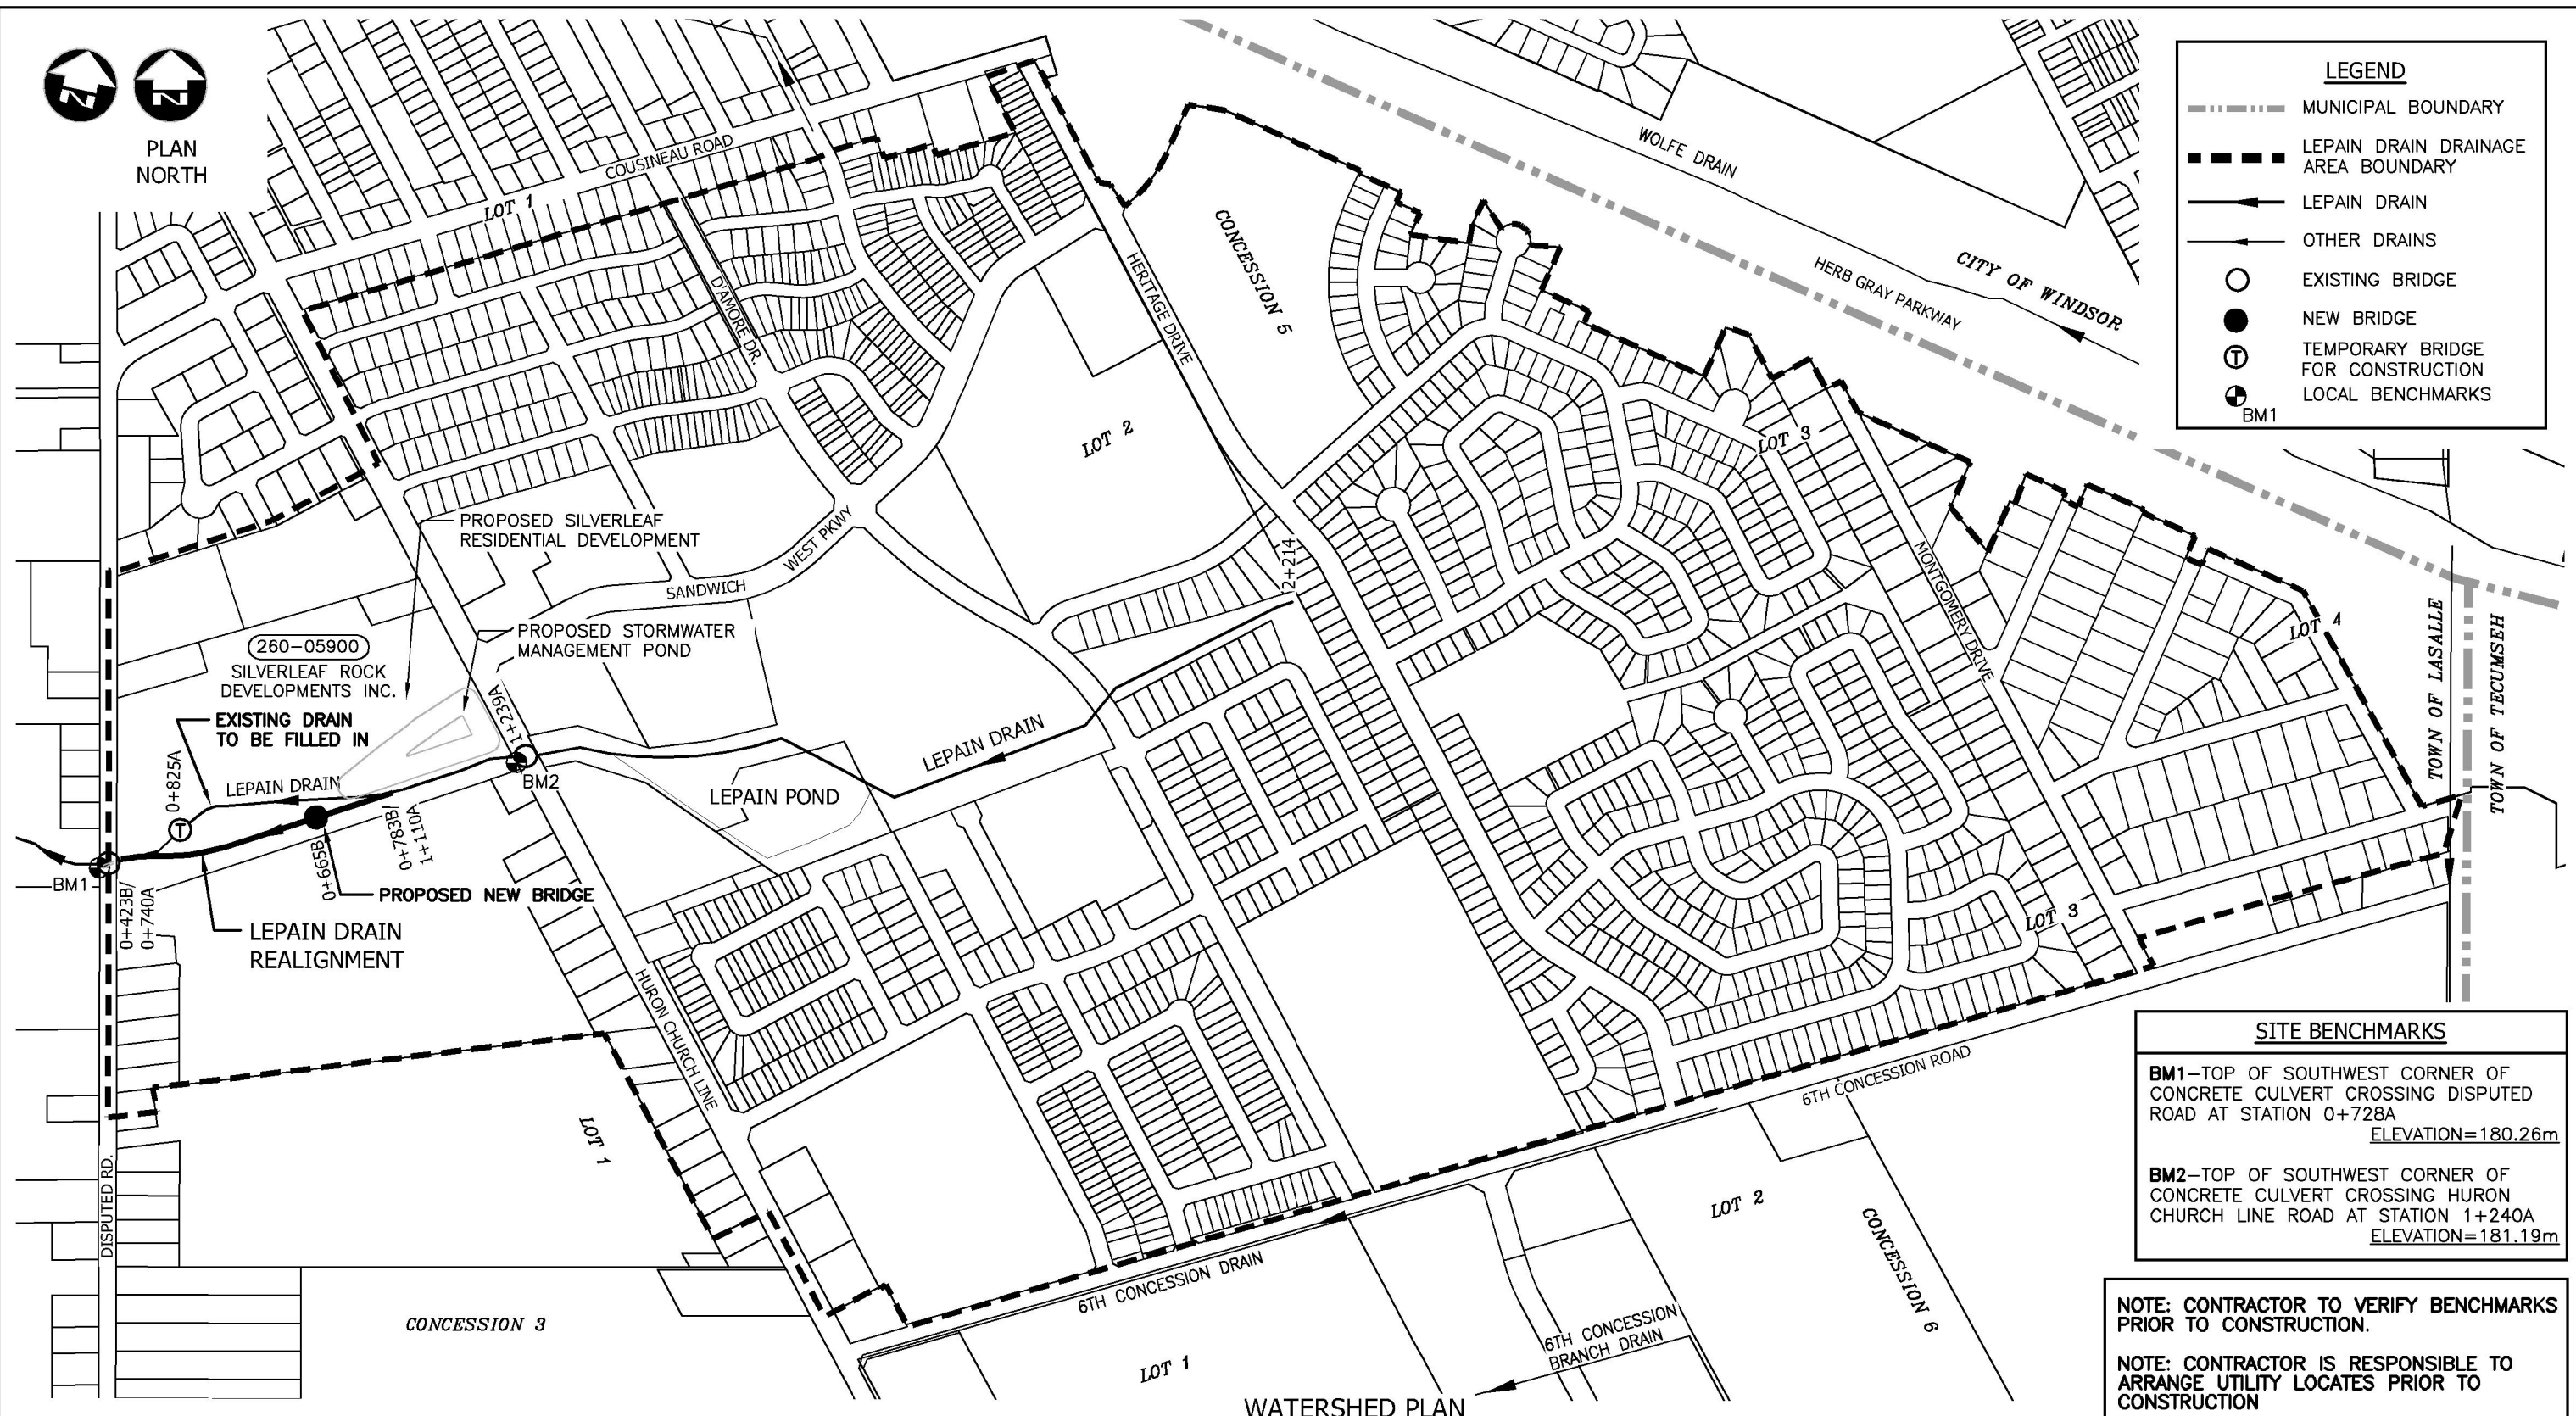 N
N
PLAN
NORTH
COUSINEAU ROAD
LOT 1
D'AMORE DR.
HERITAGE DRIVE
CONCESSION 5
WOLFE DRAIN
HERB GRAY PARKWAY
CITY OF WINDSOR
LEGEND
MUNICIPAL BOUNDARY
LEPAIN DRAIN DRAINAGE
AREA BOUNDARY
LEPAIN DRAIN
OTHER DRAINS
EXISTING BRIDGE
NEW BRIDGE
T
TEMPORARY BRIDGE
FOR CONSTRUCTION
LOCAL BENCHMARKS
BM1
LOT 2
LOT 3
PROPOSED SILVERLEAF
RESIDENTIAL DEVELOPMENT
WEST PKWY
SANDWICH
2+214
MONTGOMERY DRIVE
LOT 4
TOWN OF LASALLE
TOWN OF TECUMSEH
PROPOSED STORMWATER
MANAGEMENT POND
260-05900
SILVERLEAF ROCK
DEVELOPMENTS INC.
EXISTING DRAIN
TO BE FILLED IN
1+239A
BM2
0+825A
LEPAIN DRAIN
LEPAIN DRAIN
LEPAIN POND
T
0+783B/
1+110A
0+665B
BM1
0+423B/
0+740A
PROPOSED NEW BRIDGE
LEPAIN DRAIN
REALIGNMENT
HURON CHURCH LINE
LOT 3
LOT 1
DISPUTED RD.
6TH CONCESSION ROAD
SITE BENCHMARKS
BM1-TOP OF SOUTHWEST CORNER OF
CONCRETE CULVERT CROSSING DISPUTED
ROAD AT STATION 0+728A
ELEVATION=180.26m
BM2-TOP OF SOUTHWEST CORNER OF
CONCRETE CULVERT CROSSING HURON
CHURCH LINE ROAD AT STATION 1+240A
ELEVATION=181.19m
LOT 2
CONCESSION 6
6TH CONCESSION DRAIN
CONCESSION 3
6TH CONCESSION
BRANCH DRAIN
LOT 1
WATERSHED PLAN
NOTE: CONTRACTOR TO VERIFY BENCHMARKS
PRIOR TO CONSTRUCTION.
NOTE: CONTRACTOR IS RESPONSIBLE TO
ARRANGE UTILITY LOCATES PRIOR TO
CONSTRUCTION